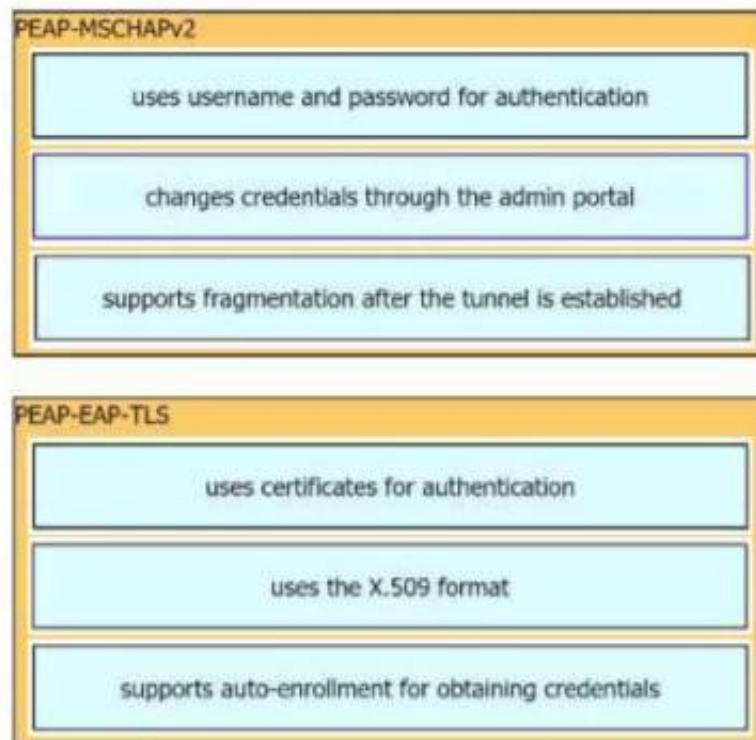 PEAP-MSCHAPv2
uses username and password for authentication
changes credentials through the admin portal
supports fragmentation after the tunnel is established
PEAP-EAP-TLS
uses certificates for authentication
uses the X.509 format
supports auto-enrollment for obtaining credentials